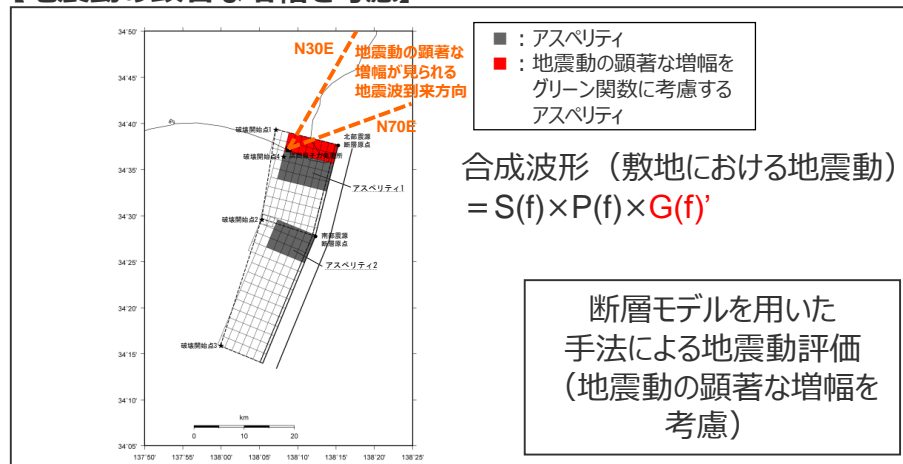 34˚50'
34˚45'
34˚40'
34˚35'
34˚30'
34˚25'
34˚20'
34˚15'
34˚10'
34˚05'
137˚50' 137˚55' 138˚00' 138˚05' 138˚10' 138˚15' 138˚20' 138˚25'
N30E
地震動の顕著な
増幅が見られる
地震波到来方向
N70E
破壊開始点1
北部震源
断層原点
破壊開始点4
アスペリティ1
破壊開始点2
南部震源
断層原点
アスペリティ2
破壊開始点3
km
0 10 20
■：アスペリティ
■：地震動の顕著な増幅を
グリーン関数に考慮する
アスペリティ
合成波形（敷地における地震動）
＝S(f)×P(f)×G(f)’
断層モデルを用いた
手法による地震動評価
（地震動の顕著な増幅を
考慮）